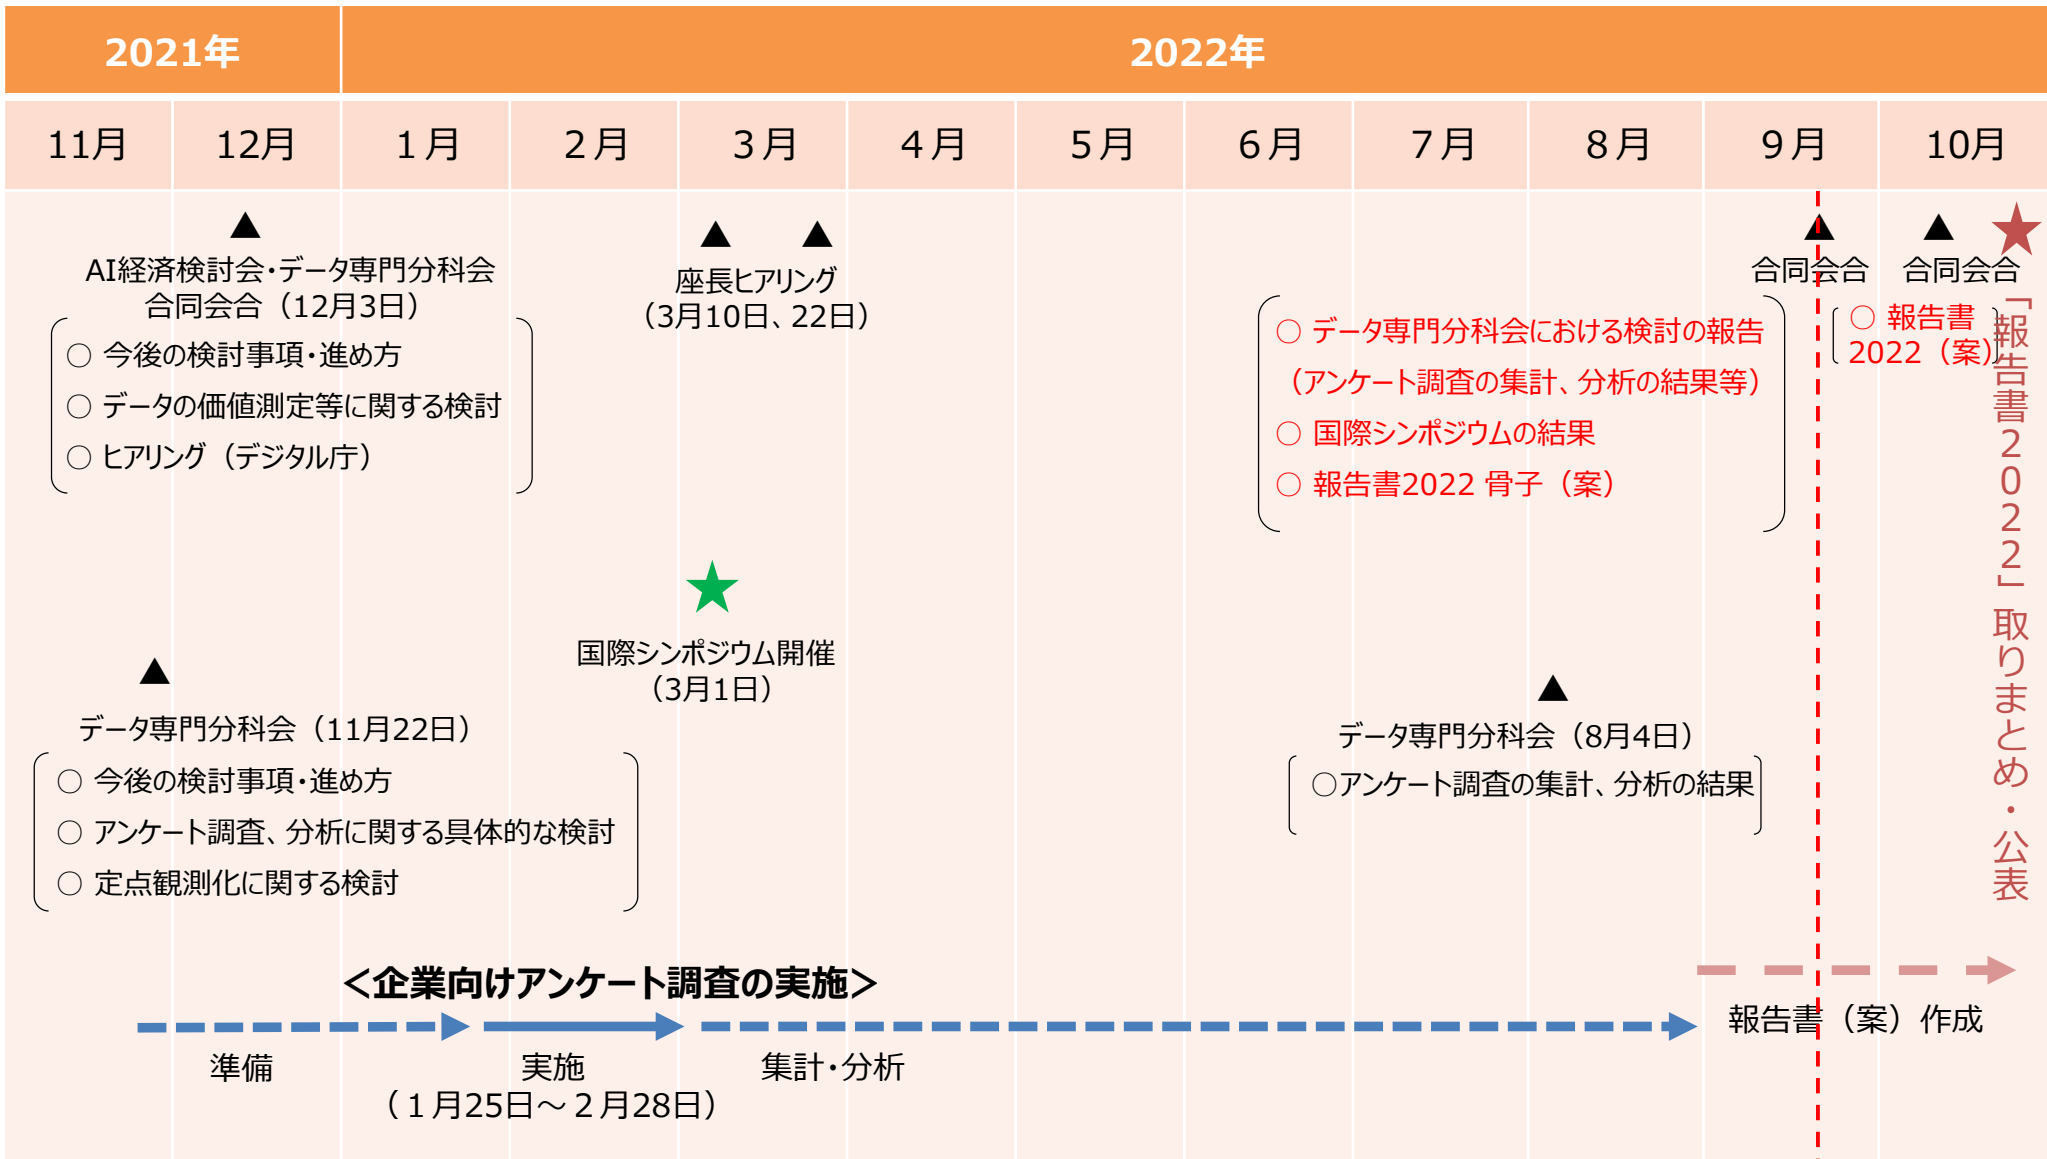 2021年
2022年
11月
12月
１月
２月
３月
４月
５月
６月
７月
８月
９月
10月
▲
AI経済検討会・データ専門分科会
合同会合（12月3日）
○ 今後の検討事項・進め方
○ データの価値測定等に関する検討
○ ヒアリング（デジタル庁）
▲ ▲
座長ヒアリング
（3月10日、22日）
▲
合同会合
○ データ専門分科会における検討の報告
（アンケート調査の集計、分析の結果等）
○ 国際シンポジウムの結果
○ 報告書2022 骨子（案）
▲
合同会合
○ 報告書
2022（案）
★
「報告書２０２２」取りまとめ・公表
★
国際シンポジウム開催
（3月1日）
▲
データ専門分科会（11月22日）
○ 今後の検討事項・進め方
○ アンケート調査、分析に関する具体的な検討
○ 定点観測化に関する検討
▲
データ専門分科会（8月4日）
○アンケート調査の集計、分析の結果
＜企業向けアンケート調査の実施＞
準備
実施
（１月25日～２月28日）
集計・分析
報告書（案）作成